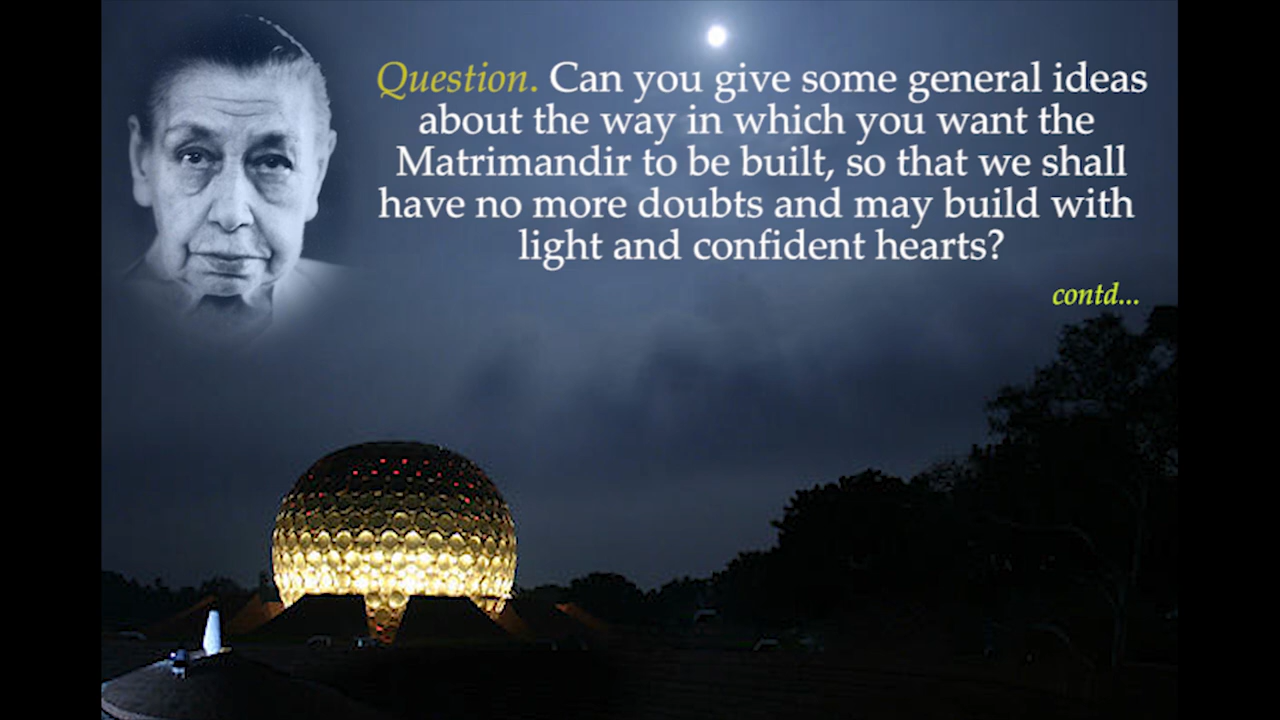 Question. Can you give some general ideas
about the way in which you want the
Matrimandir to be built, so that we shall
have no more doubts and may build with
light and confident hearts?
contd...